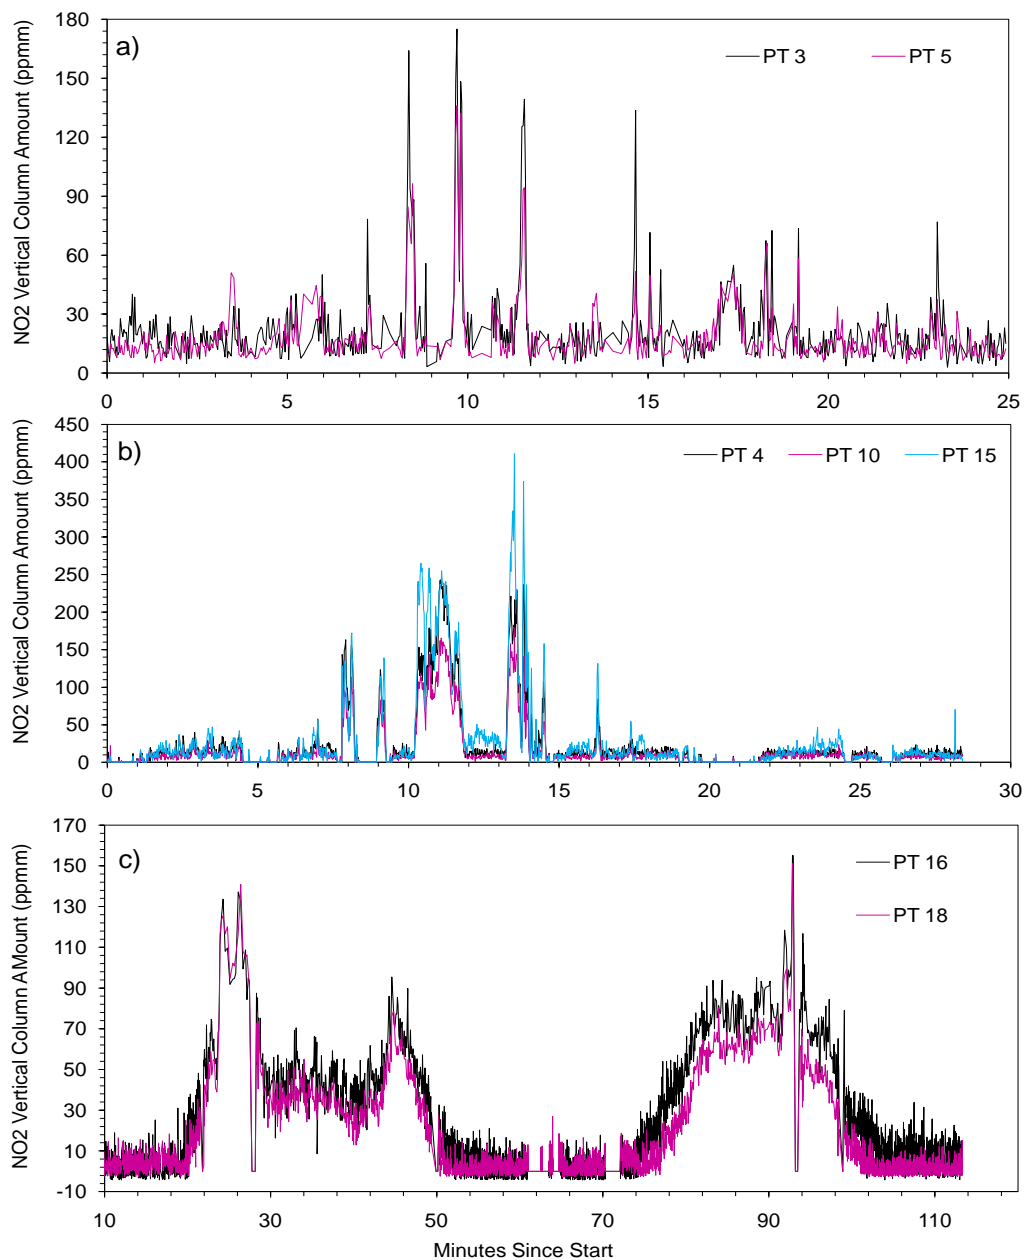 a)
PT 3 PT 5
NO2 Vertical Column Amount (ppmm)
180
150
120
90
60
30
0
0 5 10 15 20 25
b)
PT 4 PT 10 PT 15
NO2 Vertical Column Amount (ppmm)
450
400
350
300
250
200
150
100
50
0
0 5 10 15 20 25 30
c)
PT 16
PT 18
NO2 Vertical Column AMount (ppmm)
170
150
130
110
90
70
50
30
10
-10
10 30 50 70 90 110
Minutes Since Start